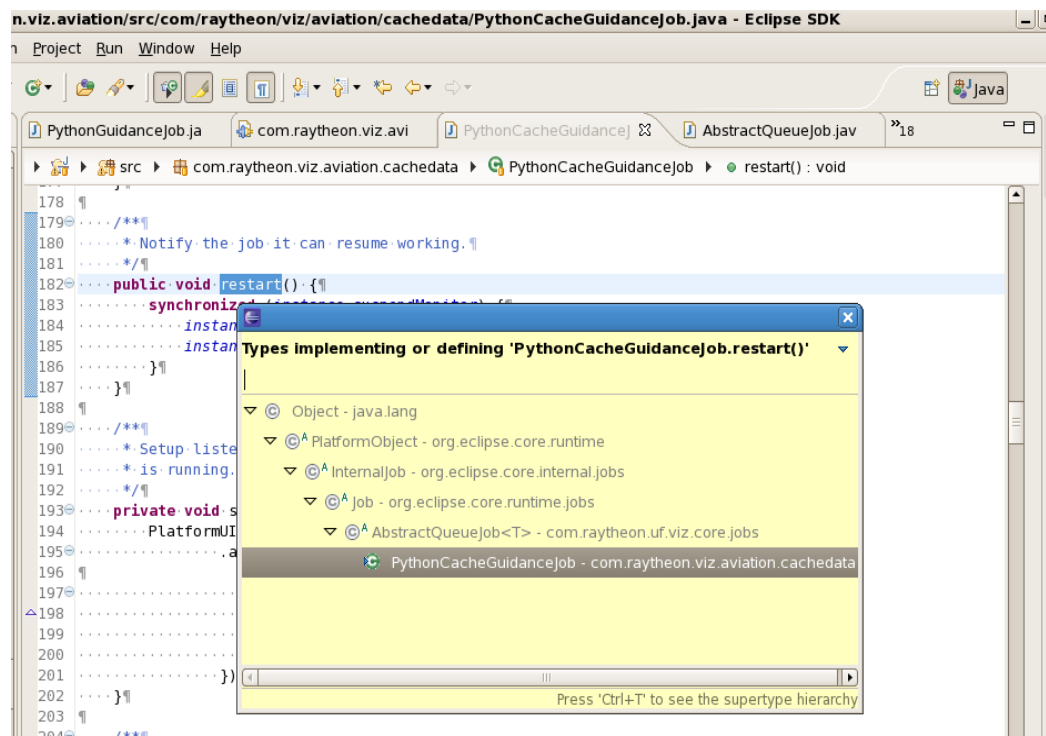 n.viz.aviation/src/com/raytheon/viz/aviation/cachedata/PythonCacheGuidanceJob.java - Eclipse SDK
Project Run Window Help
Java
PythonGuidanceJob.ja com.raytheon.viz.avi PythonCacheGuidanceJ AbstractQueueJob.jav »18
src com.raytheon.viz.aviation.cachedata PythonCacheGuidanceJob restart() : void
178 ¶
179 ····/**¶
180 ·····* Notify·the·job·it·can·resume·working.¶
181 ·····*/¶
182 ····public·void·restart()·{¶
183 ········synchronized·(instance.suspendMonitor)·{¶
184 ············instan
185 ············instan
186 ········}¶
187 ····}¶
188 ¶
189 ····/**¶
190 ·····* Setup·liste
191 ·····* is·running.
192 ·····*/¶
193 ····private·void·s
194 ········PlatformUI
195 ················.a
196 ¶
197
198
199
200
201 ················})
202 ····}¶
203 ¶
204 ····/**¶
Types implementing or defining 'PythonCacheGuidanceJob.restart()'
Object - java.lang
PlatformObject - org.eclipse.core.runtime
InternalJob - org.eclipse.core.internal.jobs
Job - org.eclipse.core.runtime.jobs
AbstractQueueJob<T> - com.raytheon.uf.viz.core.jobs
PythonCacheGuidanceJob - com.raytheon.viz.aviation.cachedata
Press 'Ctrl+T' to see the supertype hierarchy